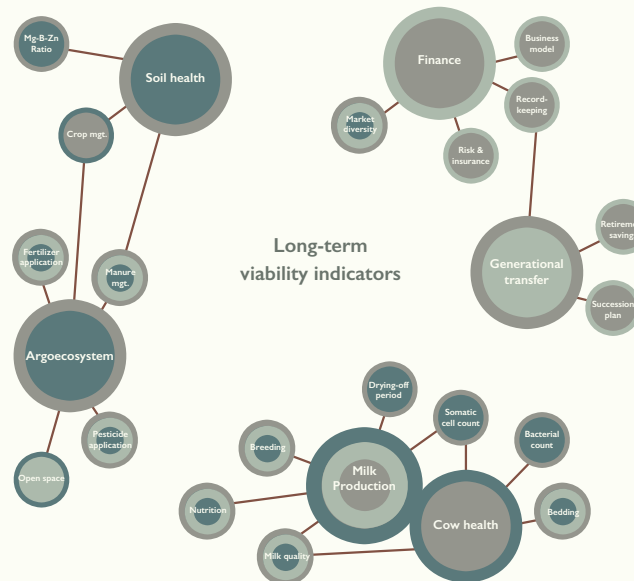 Mg-B-Zn
Ratio
Soil health
Crop mgt.
Fertilizer
application
Manure
mgt.
Argoecosystem
Pesticide
application
Open space
Finance
Business
model
Record-
keeping
Market
diversity
Risk &
insurance
Long-term
viability indicators
Generational
transfer
Retireme
saving
Succession
plan
Drying-off
period
Somatic
cell count
Bacterial
count
Breeding
Milk
Production
Nutrition
Cow health
Bedding
Milk quality